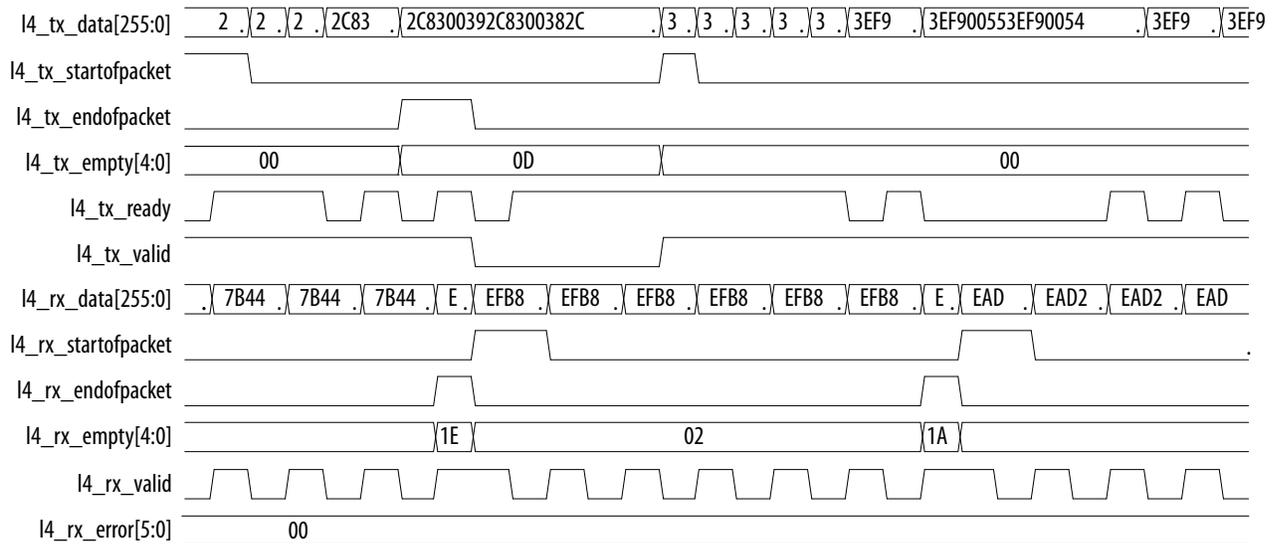 l4_tx_data[255:0] 2 . 2 . 2 . 2C83 . 2C8300392C8300382C . 3 . 3 . 3 . 3 . 3 . 3EF9 . 3EF900553EF90054 . 3EF9 . 3EF9
l4_tx_startofpacket
l4_tx_endofpacket
l4_tx_empty[4:0] 00 0D 00
l4_tx_ready
l4_tx_valid
l4_rx_data[255:0] . 7B44 . 7B44 . 7B44 . E . EFB8 . EFB8 . EFB8 . EFB8 . EFB8 . EFB8 . E . EAD . EAD2 . EAD2 . EAD
l4_rx_startofpacket .
l4_rx_endofpacket
l4_rx_empty[4:0] 1E 02 1A
l4_rx_valid
l4_rx_error[5:0] 00